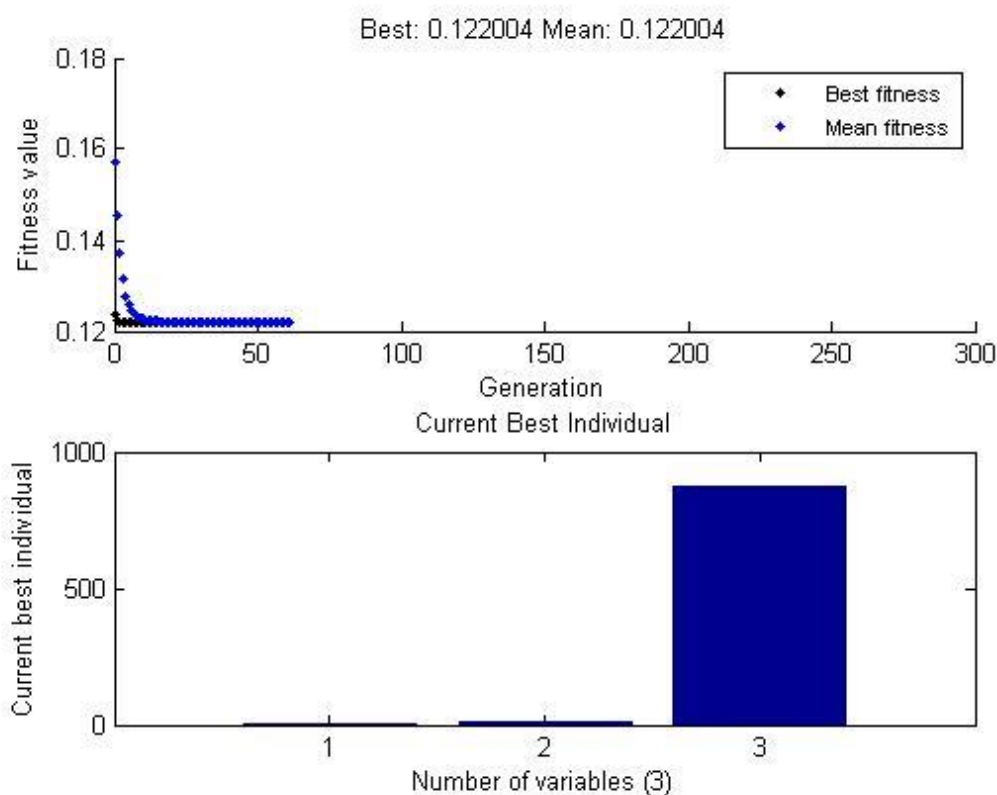 Best: 0.122004 Mean: 0.122004
0.18
0.16
0.14
0.12
Fitness value
Best fitness
Mean fitness
0
50
100
150
200
250
300
Generation
Current Best Individual
1000
500
0
Current best individual
1
2
3
Number of variables (3)